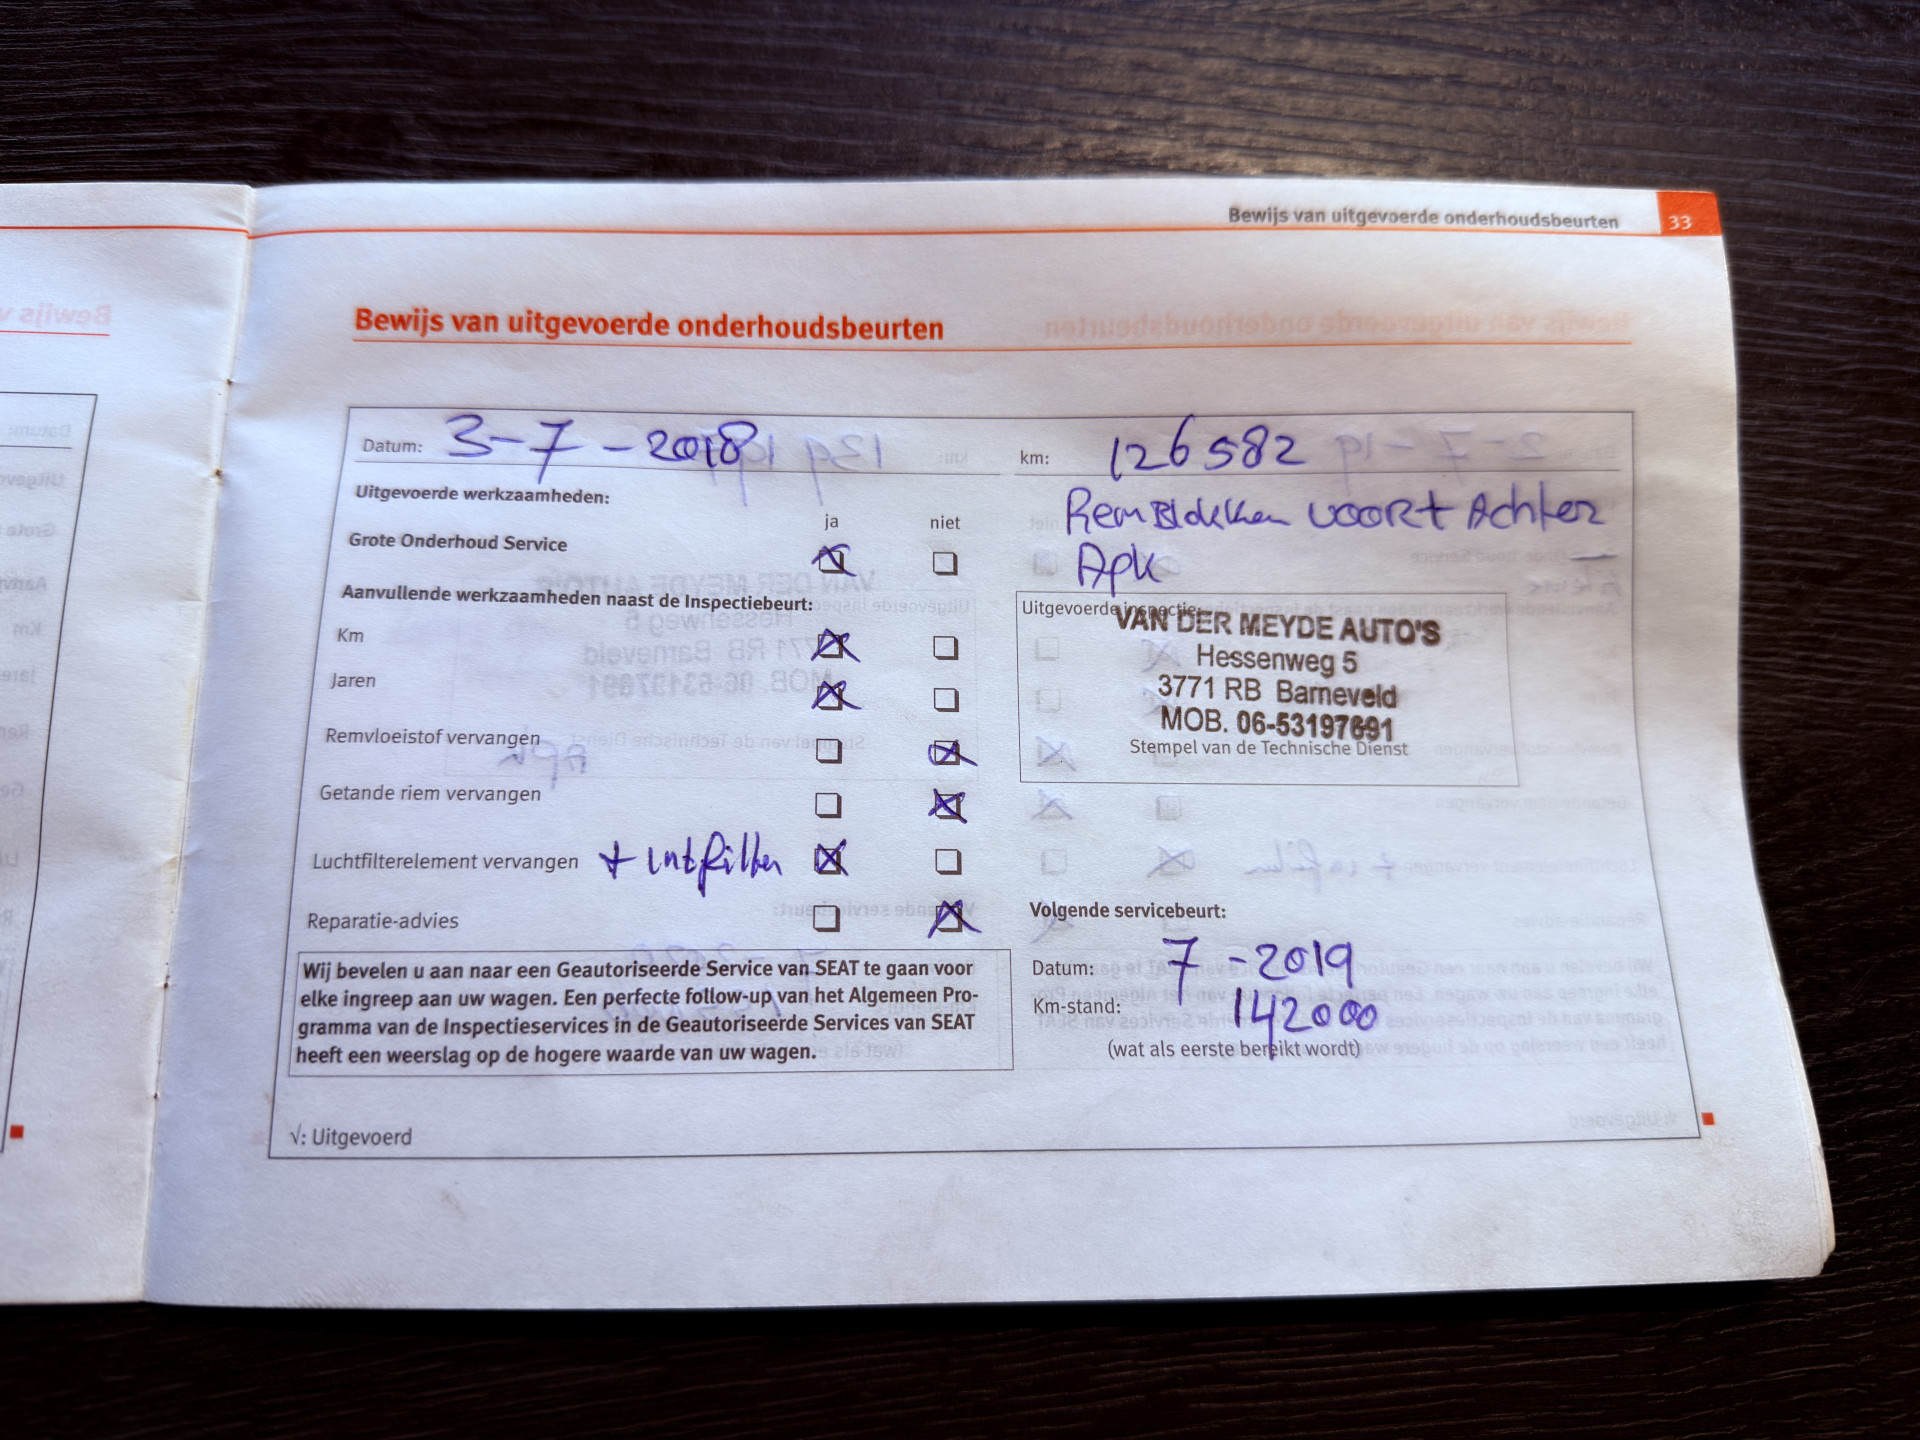 Bewijs van uitgevoerde onderhoudsbeurten 33
Bewijs van uitgevoerde onderhoudsbeurten
Datum: 3-7-2018 km: 126582
Uitgevoerde werkzaamheden:
ja niet
RemBlokken voort Achter
Grote Onderhoud Service
Apk
Aanvullende werkzaamheden naast de Inspectiebeurt:
Uitgevoerde inspectie:
VAN DER MEYDE AUTO'S
Hessenweg 5
3771 RB Barneveld
MOB. 06-53197691
Stempel van de Technische Dienst
Km
Jaren
Remvloeistof vervangen
Getande riem vervangen
Luchtfilterelement vervangen +
Reparatie-advies
Wij bevelen u aan naar een Geautoriseerde Service van SEAT te gaan voor
elke ingreep aan uw wagen. Een perfecte follow-up van het Algemeen Pro-
gramma van de Inspectieservices in de Geautoriseerde Services van SEAT
heeft een weerslag op de hogere waarde van uw wagen.
Volgende servicebeurt:
Datum: 7-2019
Km-stand: 142000
(wat als eerste bereikt wordt)
√: Uitgevoerd